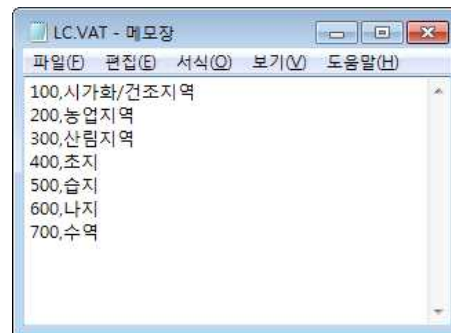 LC.VAT - 메모장
파일(F) 편집(E) 서식(O) 보기(V) 도움말(H)
100,시가화/건조지역
200,농업지역
300,산림지역
400,초지
500,습지
600,나지
700,수역